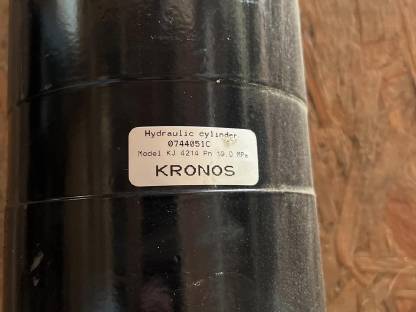 Hydraulic cylinder
0744051C
Model KJ 4214 Pn 19.0 MPa
KRONOS